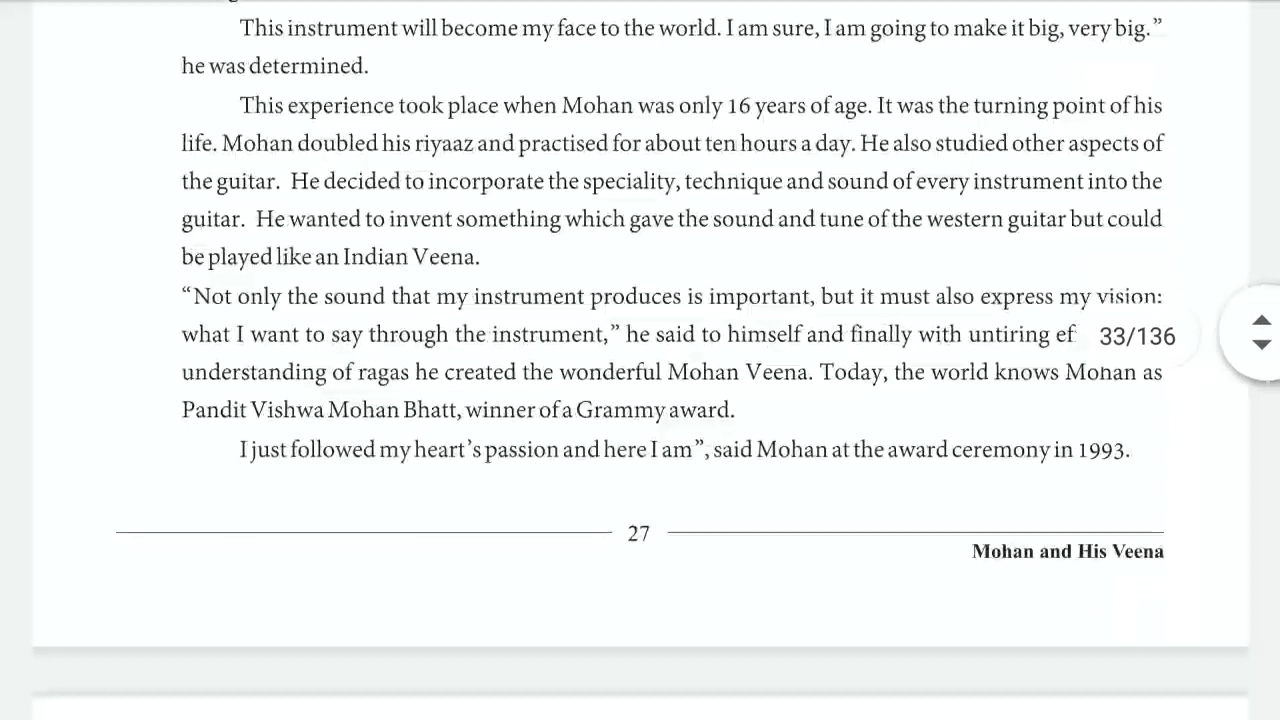 This instrument will become my face to the world. I am sure, I am going to make it big, very big.”
he was determined.
This experience took place when Mohan was only 16 years of age. It was the turning point of his
life. Mohan doubled his riyaaz and practised for about ten hours a day. He also studied other aspects of
the guitar. He decided to incorporate the speciality, technique and sound of every instrument into the
guitar. He wanted to invent something which gave the sound and tune of the western guitar but could
be played like an Indian Veena.
“Not only the sound that my instrument produces is important, but it must also express my vision:
what I want to say through the instrument,” he said to himself and finally with untiring ef 33/136
understanding of ragas he created the wonderful Mohan Veena. Today, the world knows Mohan as
Pandit Vishwa Mohan Bhatt, winner of a Grammy award.
I just followed my heart’s passion and here I am”, said Mohan at the award ceremony in 1993.
27
Mohan and His Veena